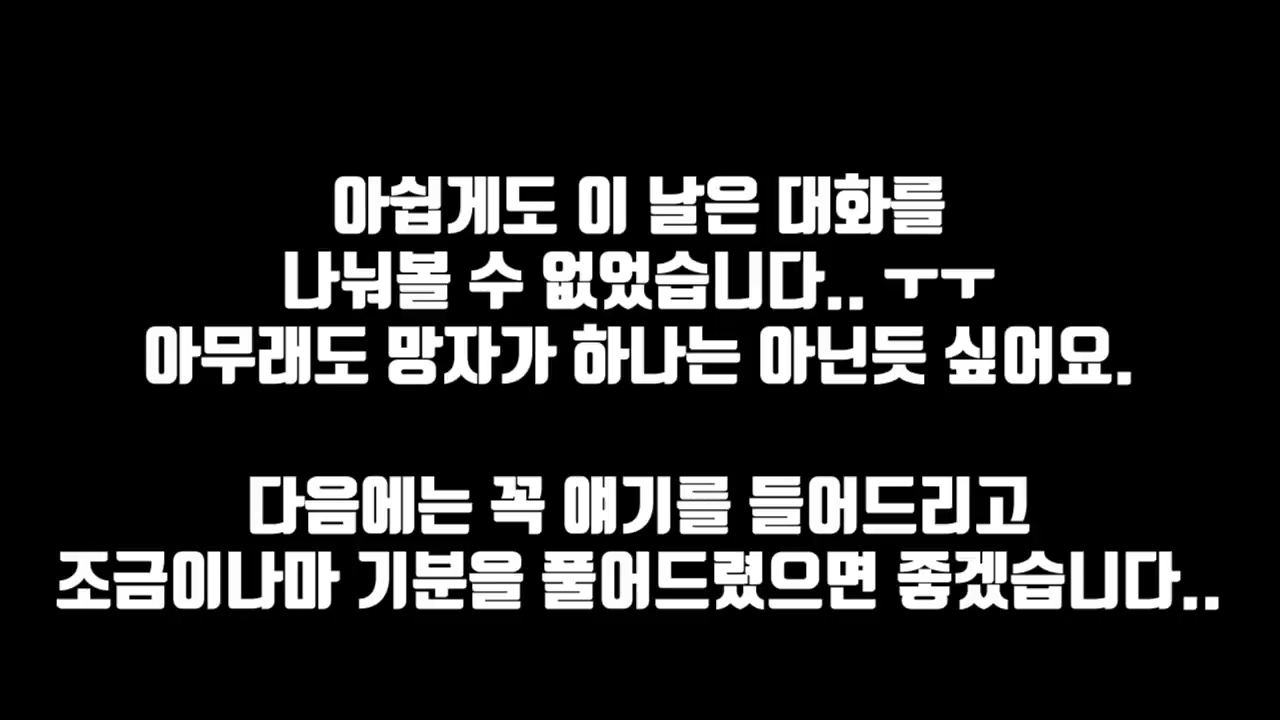 아쉽게도 이 날은 대화를
나눠볼 수 없었습니다.. ㅜㅜ
아무래도 망자가 하나는 아닌듯 싶어요.
다음에는 꼭 얘기를 들어드리고
조금이나마 기분을 풀어드렸으면 좋겠습니다..